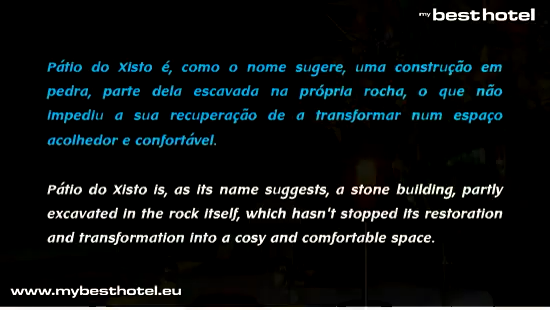 my besthotel
Pátio do Xisto é, como o nome sugere, uma construção em
pedra, parte dela escavada na própria rocha, o que não
impediu a sua recuperação de a transformar num espaço
acolhedor e confortável.
Pátio do Xisto is, as its name suggests, a stone building, partly
excavated in the rock itself, which hasn't stopped its restoration
and transformation into a cosy and comfortable space.
www.mybesthotel.eu